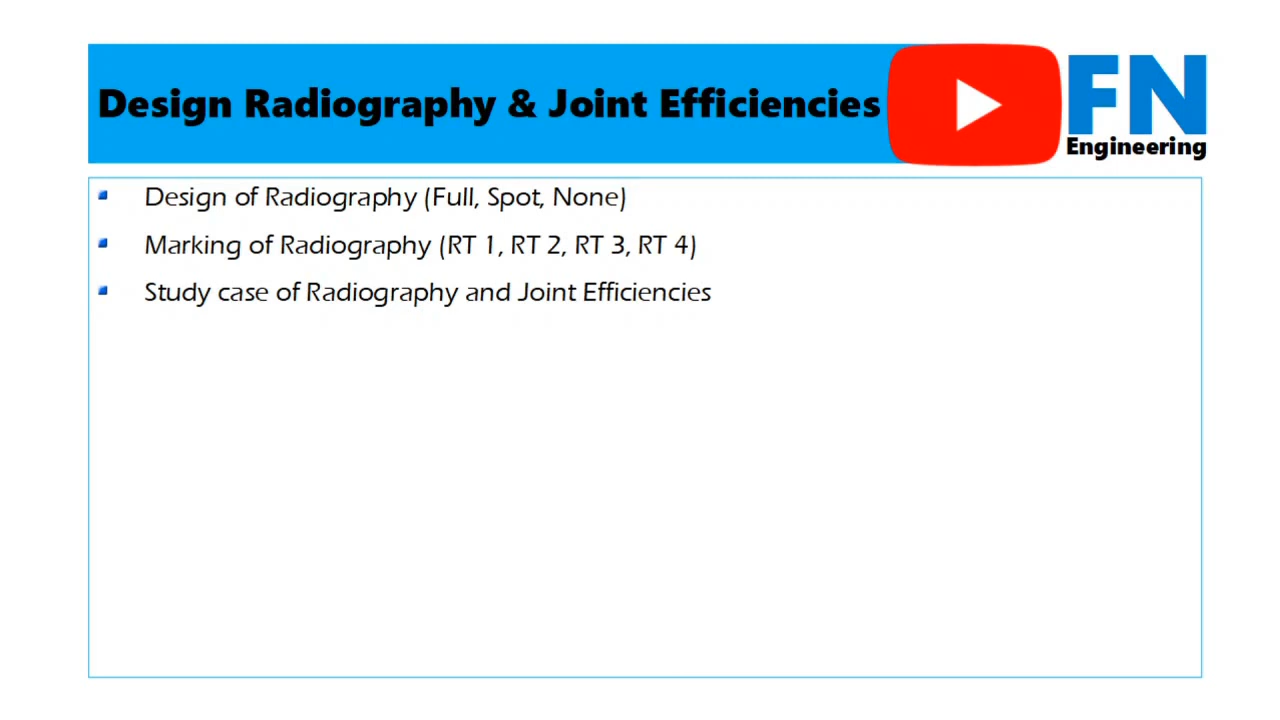 Design Radiography & Joint Efficiencies
FN
Engineering
Design of Radiography (Full, Spot, None)
Marking of Radiography (RT 1, RT 2, RT 3, RT 4)
Study case of Radiography and Joint Efficiencies